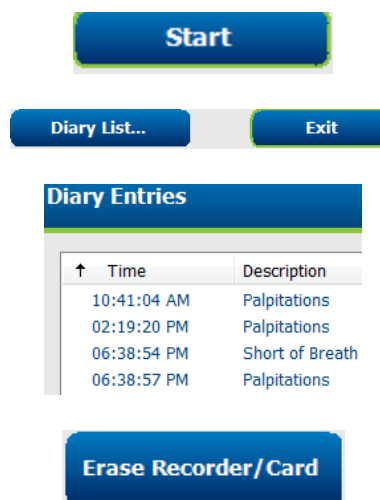 Start
Diary List... Exit
Diary Entries
↑ Time Description
10:41:04 AM Palpitations
02:19:20 PM Palpitations
06:38:54 PM Short of Breath
06:38:57 PM Palpitations
Erase Recorder/Card